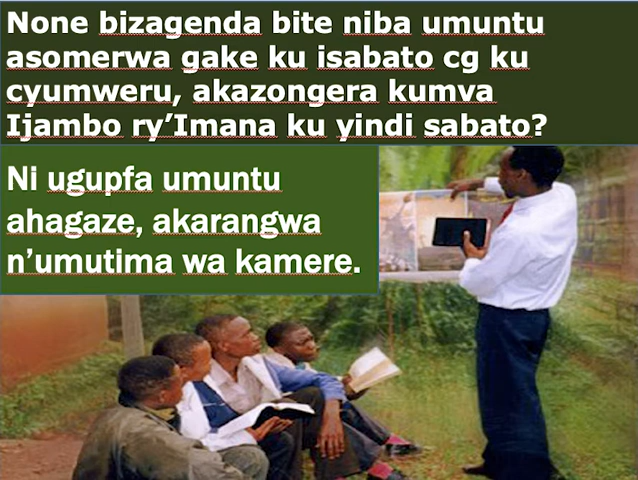 None bizagenda bite niba umuntu
asomerwa gake ku isabato cg ku
cyumweru, akazongera kumva
Ijambo ry’Imana ku yindi sabato?
Ni ugupfa umuntu
ahagaze, akarangwa
n’umutima wa kamere.